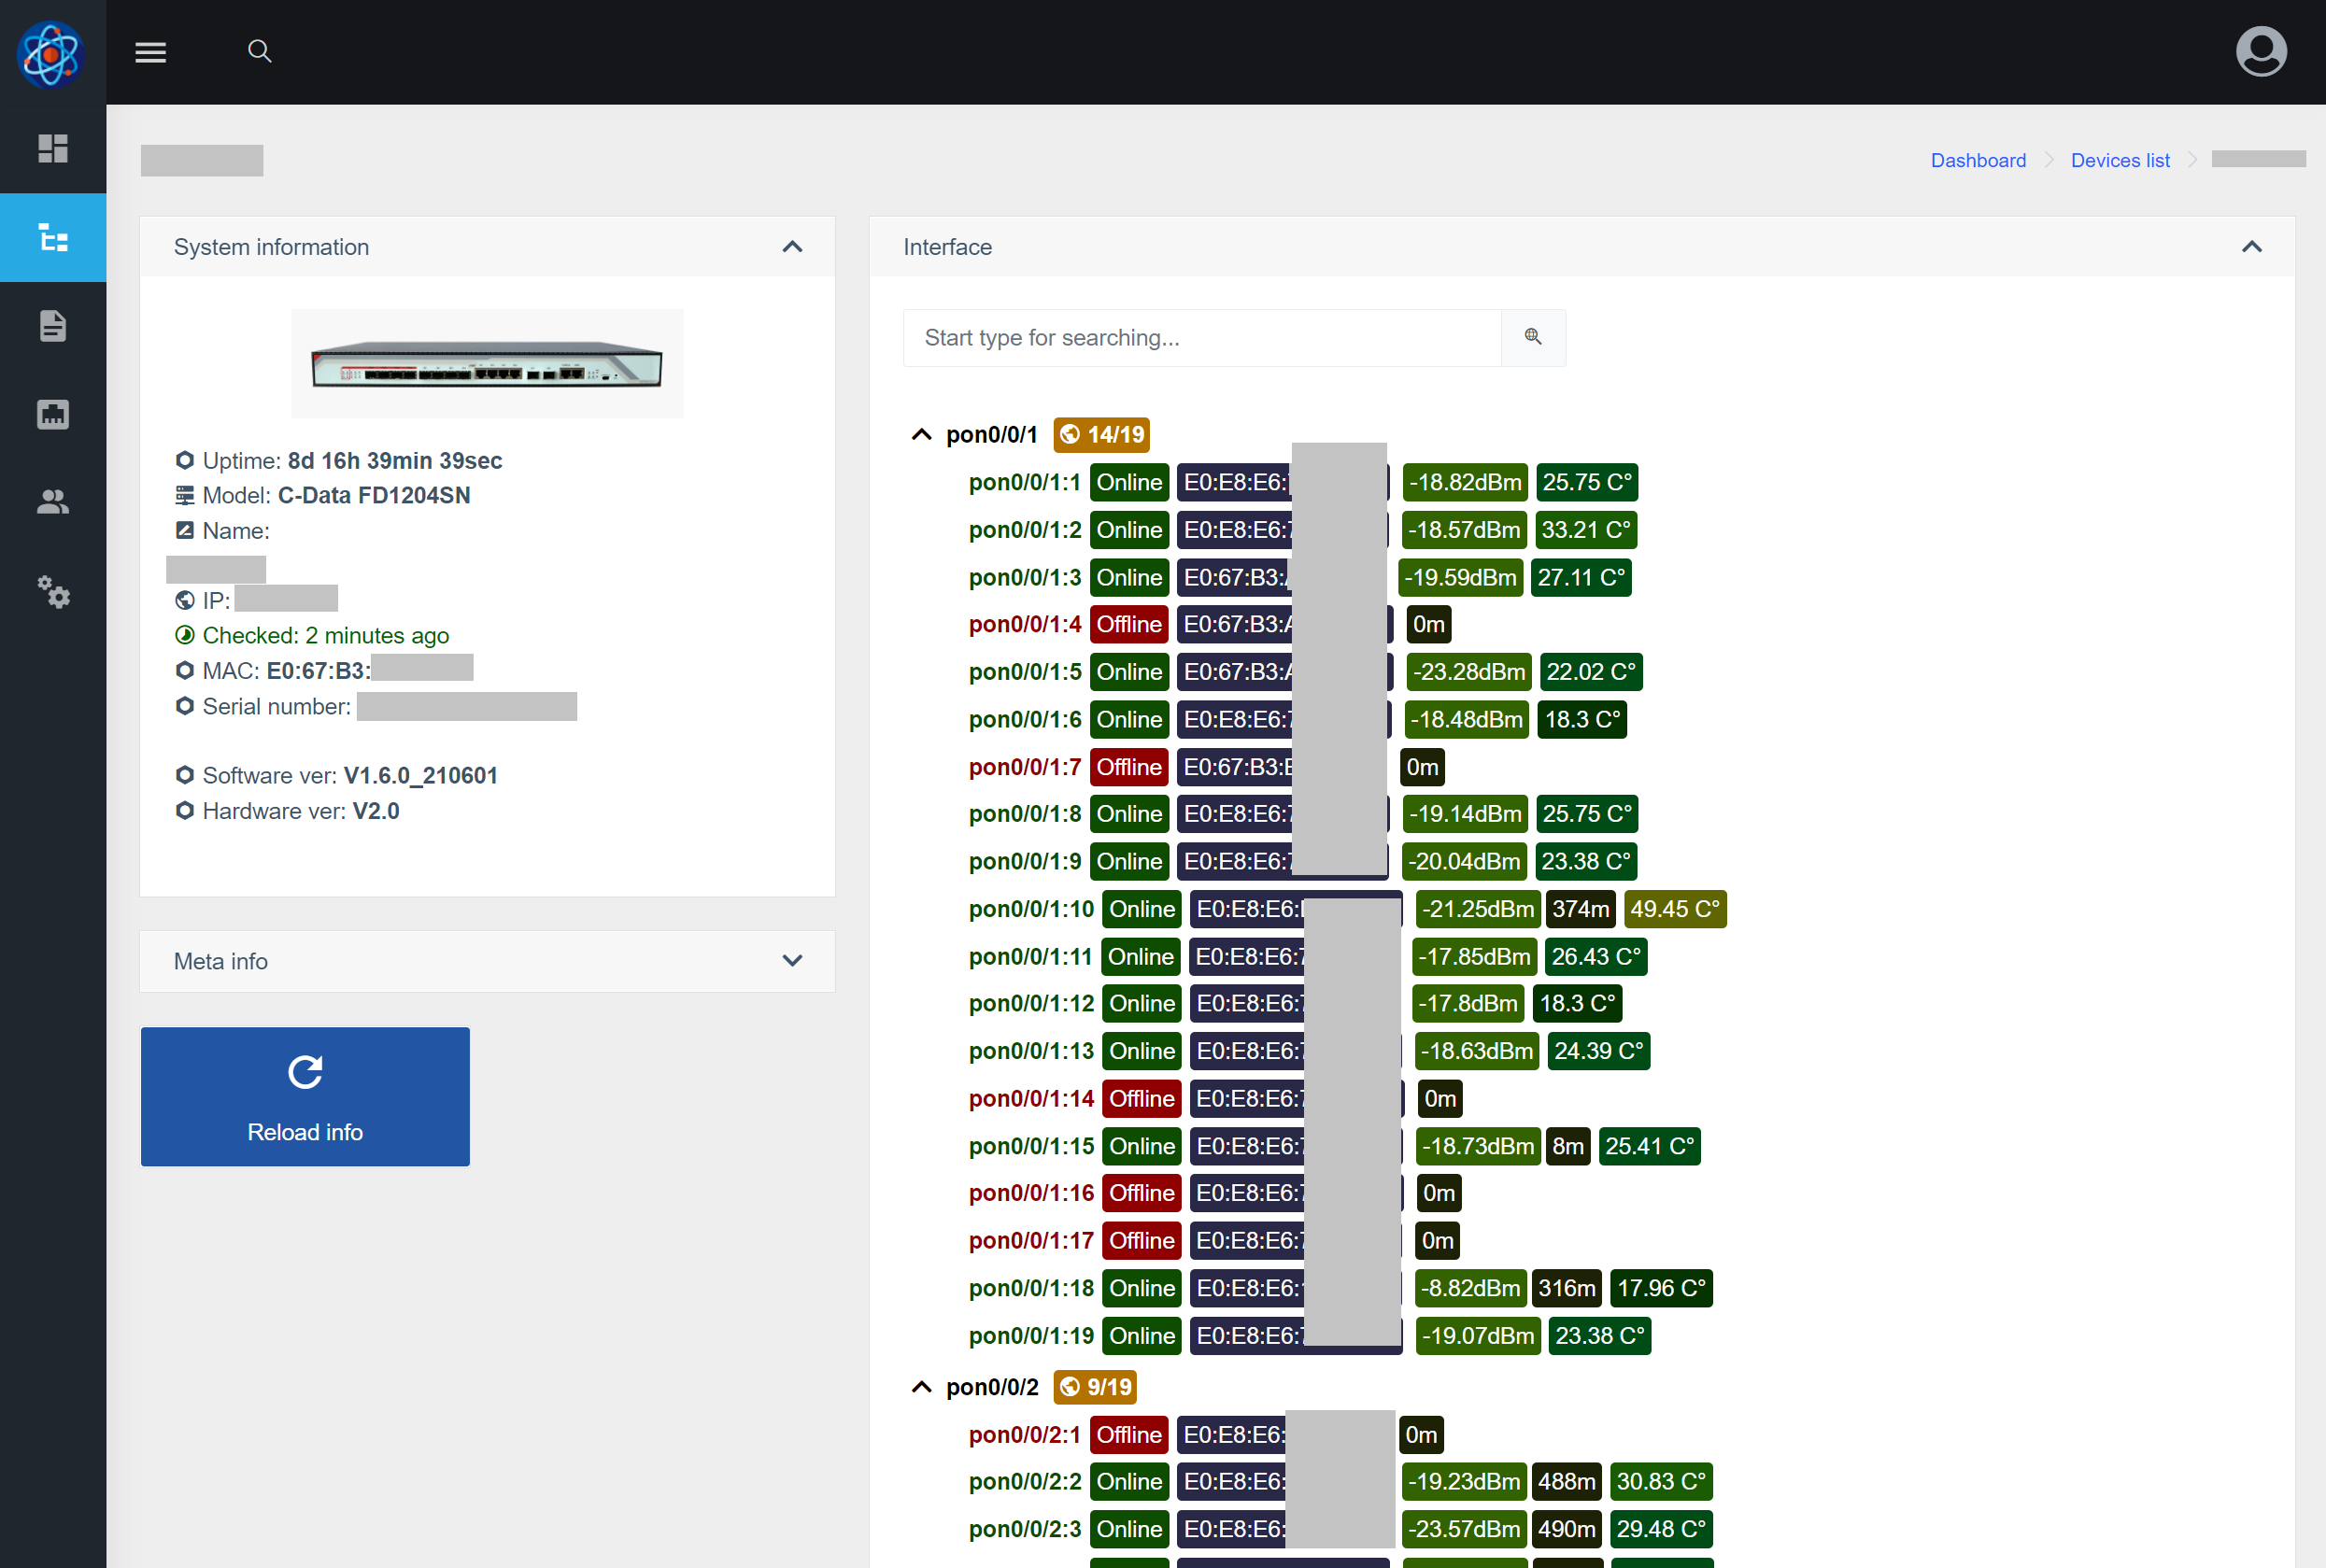 Dashboard Devices list
System information
Uptime: 8d 16h 39min 39sec
Model: C-Data FD1204SN
Name:
IP:
Checked: 2 minutes ago
MAC: E0:67:B3:
Serial number:
Software ver: V1.6.0_210601
Hardware ver: V2.0
Meta info
Reload info
Interface
Start type for searching...
pon0/0/1 14/19
pon0/0/1:1 Online E0:E8:E6: -18.82dBm 25.75 C°
pon0/0/1:2 Online E0:E8:E6: -18.57dBm 33.21 C°
pon0/0/1:3 Online E0:67:B3: -19.59dBm 27.11 C°
pon0/0/1:4 Offline E0:67:B3: 0m
pon0/0/1:5 Online E0:67:B3: -23.28dBm 22.02 C°
pon0/0/1:6 Online E0:E8:E6: -18.48dBm 18.3 C°
pon0/0/1:7 Offline E0:67:B3: 0m
pon0/0/1:8 Online E0:E8:E6: -19.14dBm 25.75 C°
pon0/0/1:9 Online E0:E8:E6: -20.04dBm 23.38 C°
pon0/0/1:10 Online E0:E8:E6: -21.25dBm 374m 49.45 C°
pon0/0/1:11 Online E0:E8:E6: -17.85dBm 26.43 C°
pon0/0/1:12 Online E0:E8:E6: -17.8dBm 18.3 C°
pon0/0/1:13 Online E0:E8:E6: -18.63dBm 24.39 C°
pon0/0/1:14 Offline E0:E8:E6: 0m
pon0/0/1:15 Online E0:E8:E6: -18.73dBm 8m 25.41 C°
pon0/0/1:16 Offline E0:E8:E6: 0m
pon0/0/1:17 Offline E0:E8:E6: 0m
pon0/0/1:18 Online E0:E8:E6: -8.82dBm 316m 17.96 C°
pon0/0/1:19 Online E0:E8:E6: -19.07dBm 23.38 C°
pon0/0/2 9/19
pon0/0/2:1 Offline E0:E8:E6: 0m
pon0/0/2:2 Online E0:E8:E6: -19.23dBm 488m 30.83 C°
pon0/0/2:3 Online E0:E8:E6: -23.57dBm 490m 29.48 C°